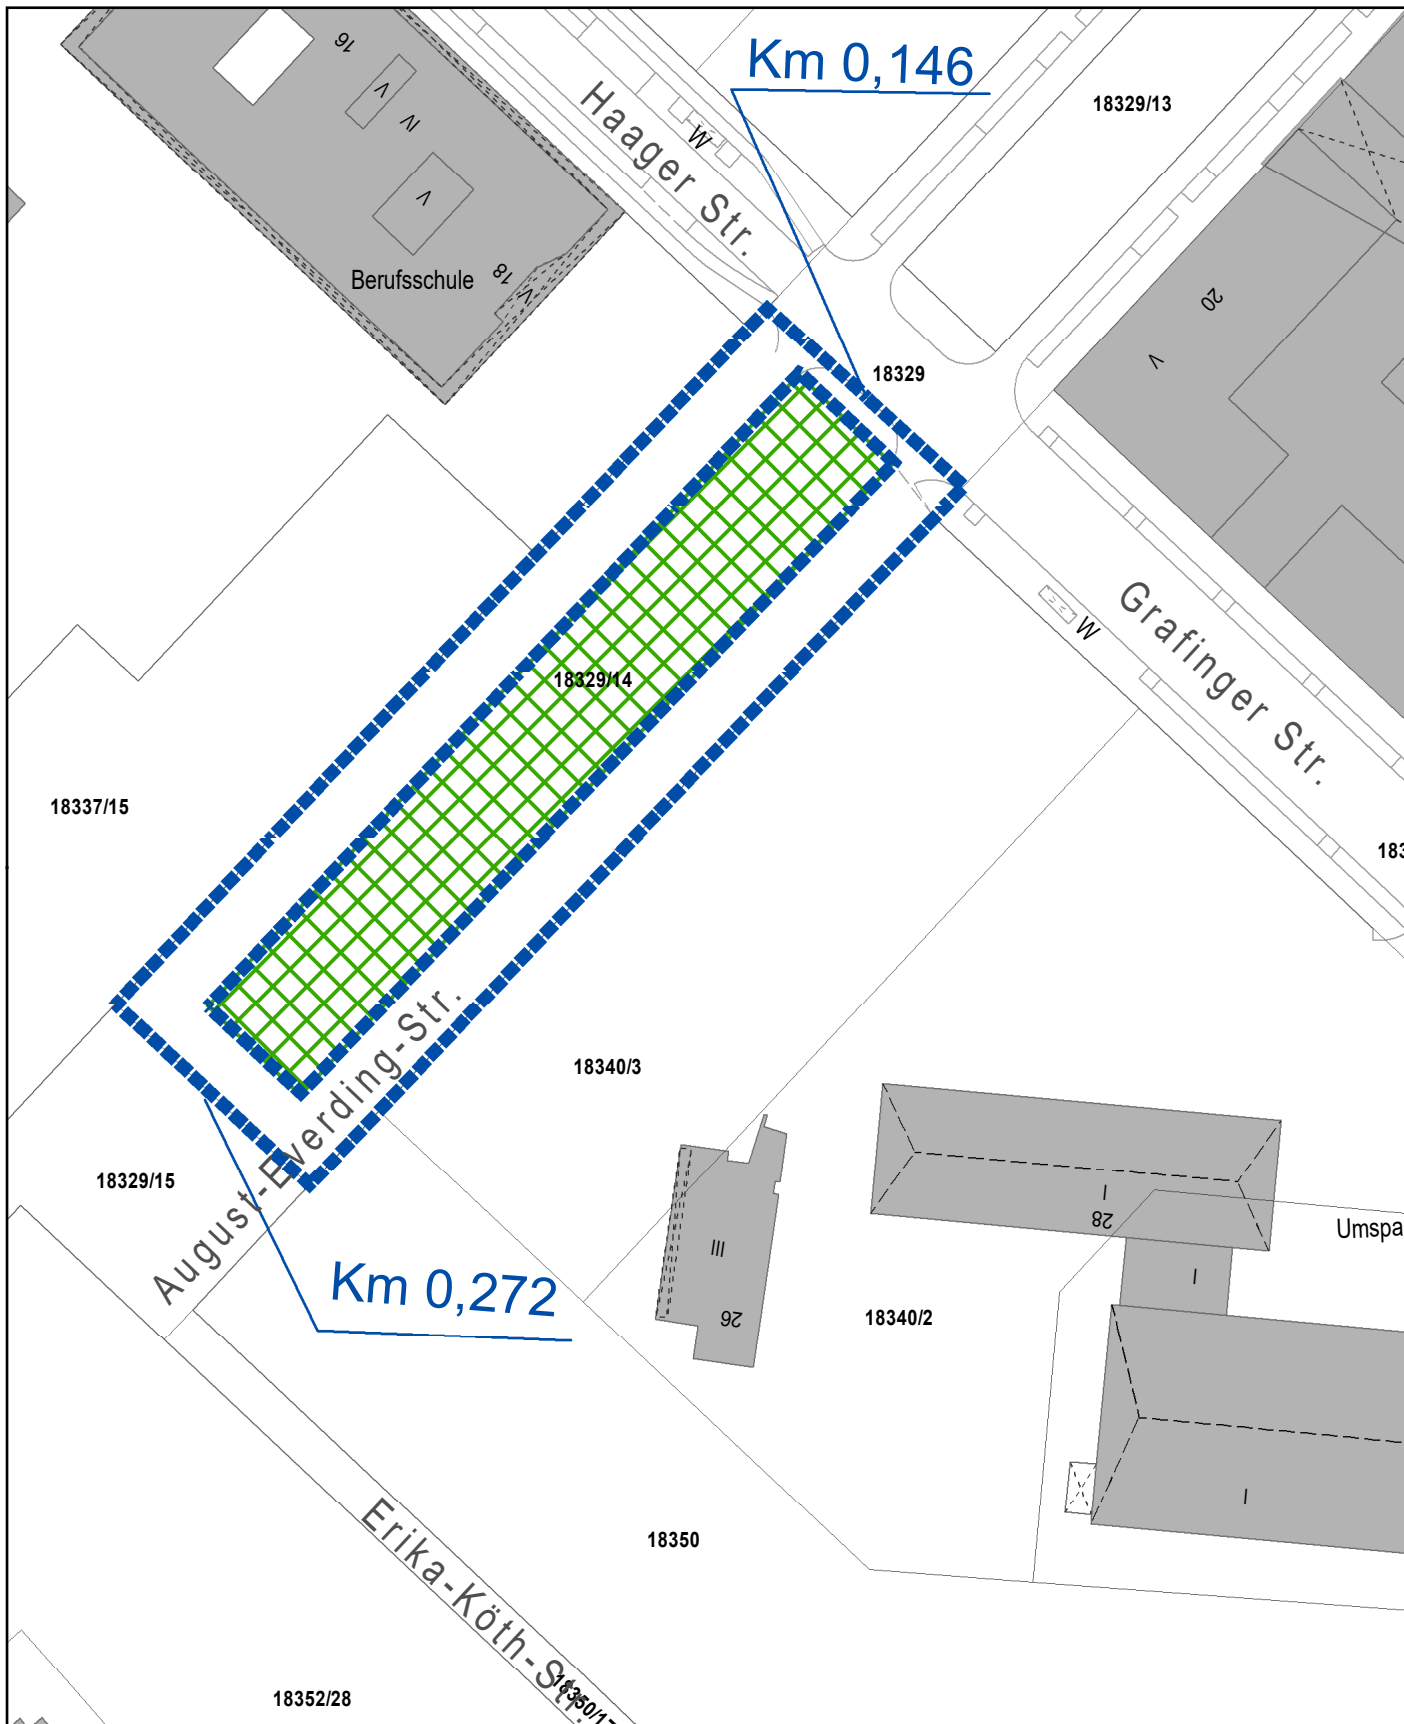 16
V
IV
V
Berufsschule
18
V
Haager Str.
W
Km 0,146
18329/13
20
V
18329
Grafinger Str.
W
18329/14
18337/15
18340/3
August-Everding-Str.
18329/15
Km 0,272
III
26
I
28
I
Umspa
18340/2
I
18350
Erika-Köth-Str.
18352/28